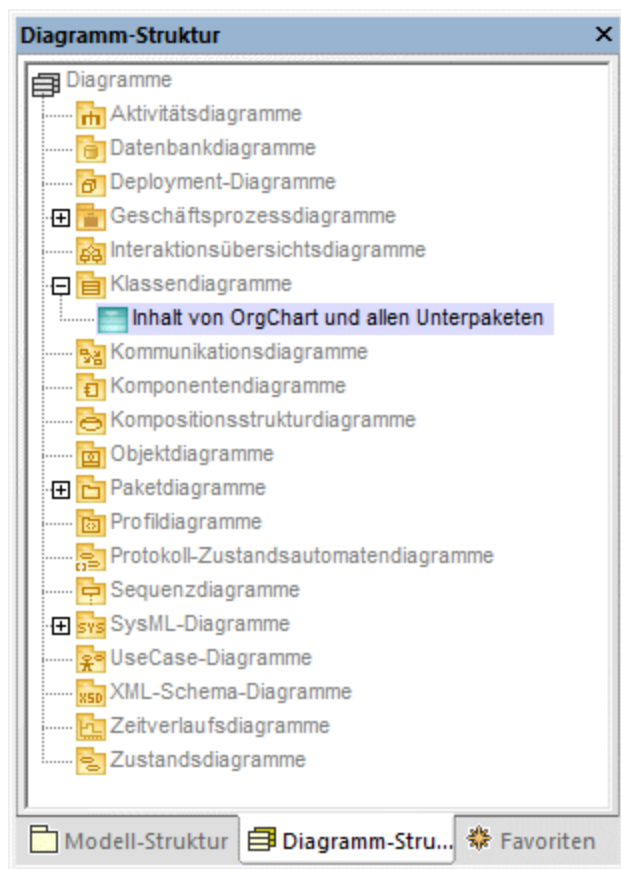 Diagramm-Struktur
Diagramme
Aktivitätsdiagramme
Datenbankdiagramme
Deployment-Diagramme
Geschäftsprozessdiagramme
Interaktionsübersichtsdiagramme
Klassendiagramme
Inhalt von OrgChart und allen Unterpaketen
Kommunikationsdiagramme
Komponentendiagramme
Kompositionsstrukturdiagramme
Objektdiagramme
Paketdiagramme
Profildiagramme
Protokoll-Zustandsautomatendiagramme
Sequenzdiagramme
SYS SysML-Diagramme
UseCase-Diagramme
XSD XML-Schema-Diagramme
Zeitverlaufsdiagramme
Zustandsdiagramme
Modell-Struktur Diagramm-Stru... Favoriten